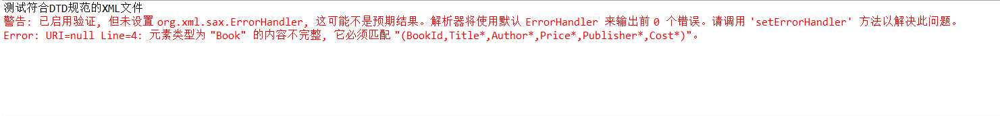 测试符合DTD规范的XML文件
警告: 已启用验证, 但未设置 org.xml.sax.ErrorHandler, 这可能不是预期结果。解析器将使用默认 ErrorHandler 来输出前 0 个错误。请调用 'setErrorHandler' 方法以解决此问题。
Error: URI=null Line=4: 元素类型为 "Book" 的内容不完整, 它必须匹配 "(BookId,Title*,Author*,Price*,Publisher*,Cost*)"。